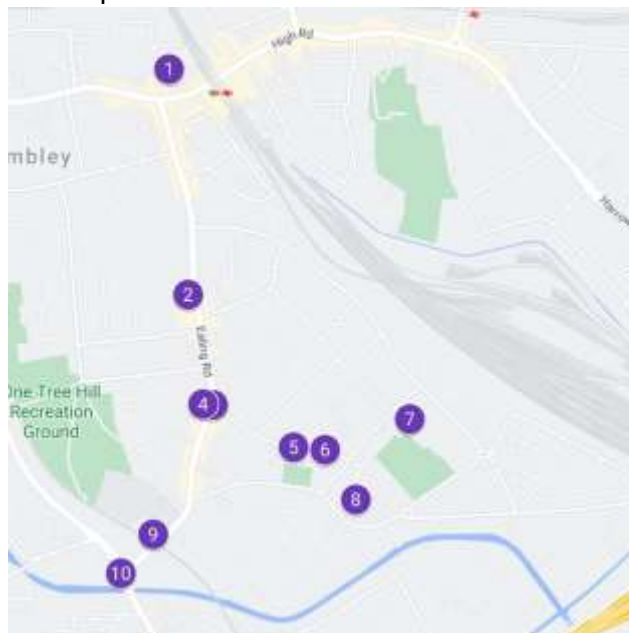 1
High Rd
mbley
Harrow
2
Ealing Rd
4
One Tree Hill
Recreation
Ground
7
5
6
8
9
10